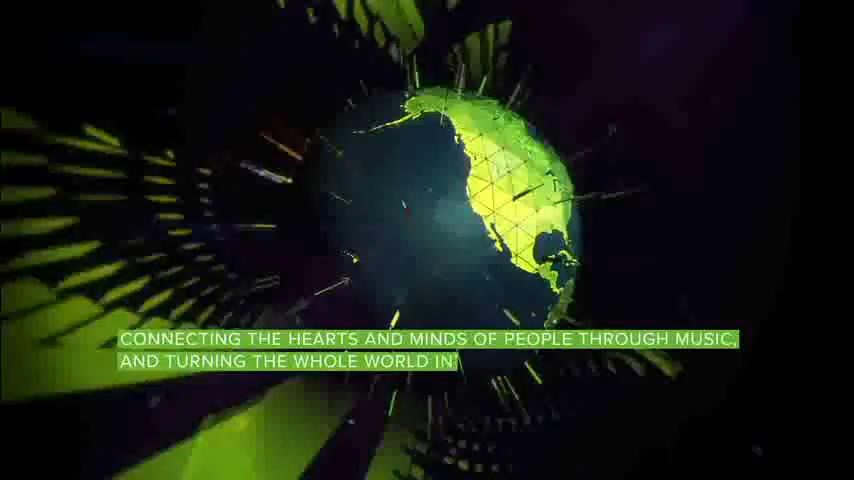 CONNECTING THE HEARTS AND MINDS OF PEOPLE THROUGH MUSIC,
AND TURNING THE WHOLE WORLD IN